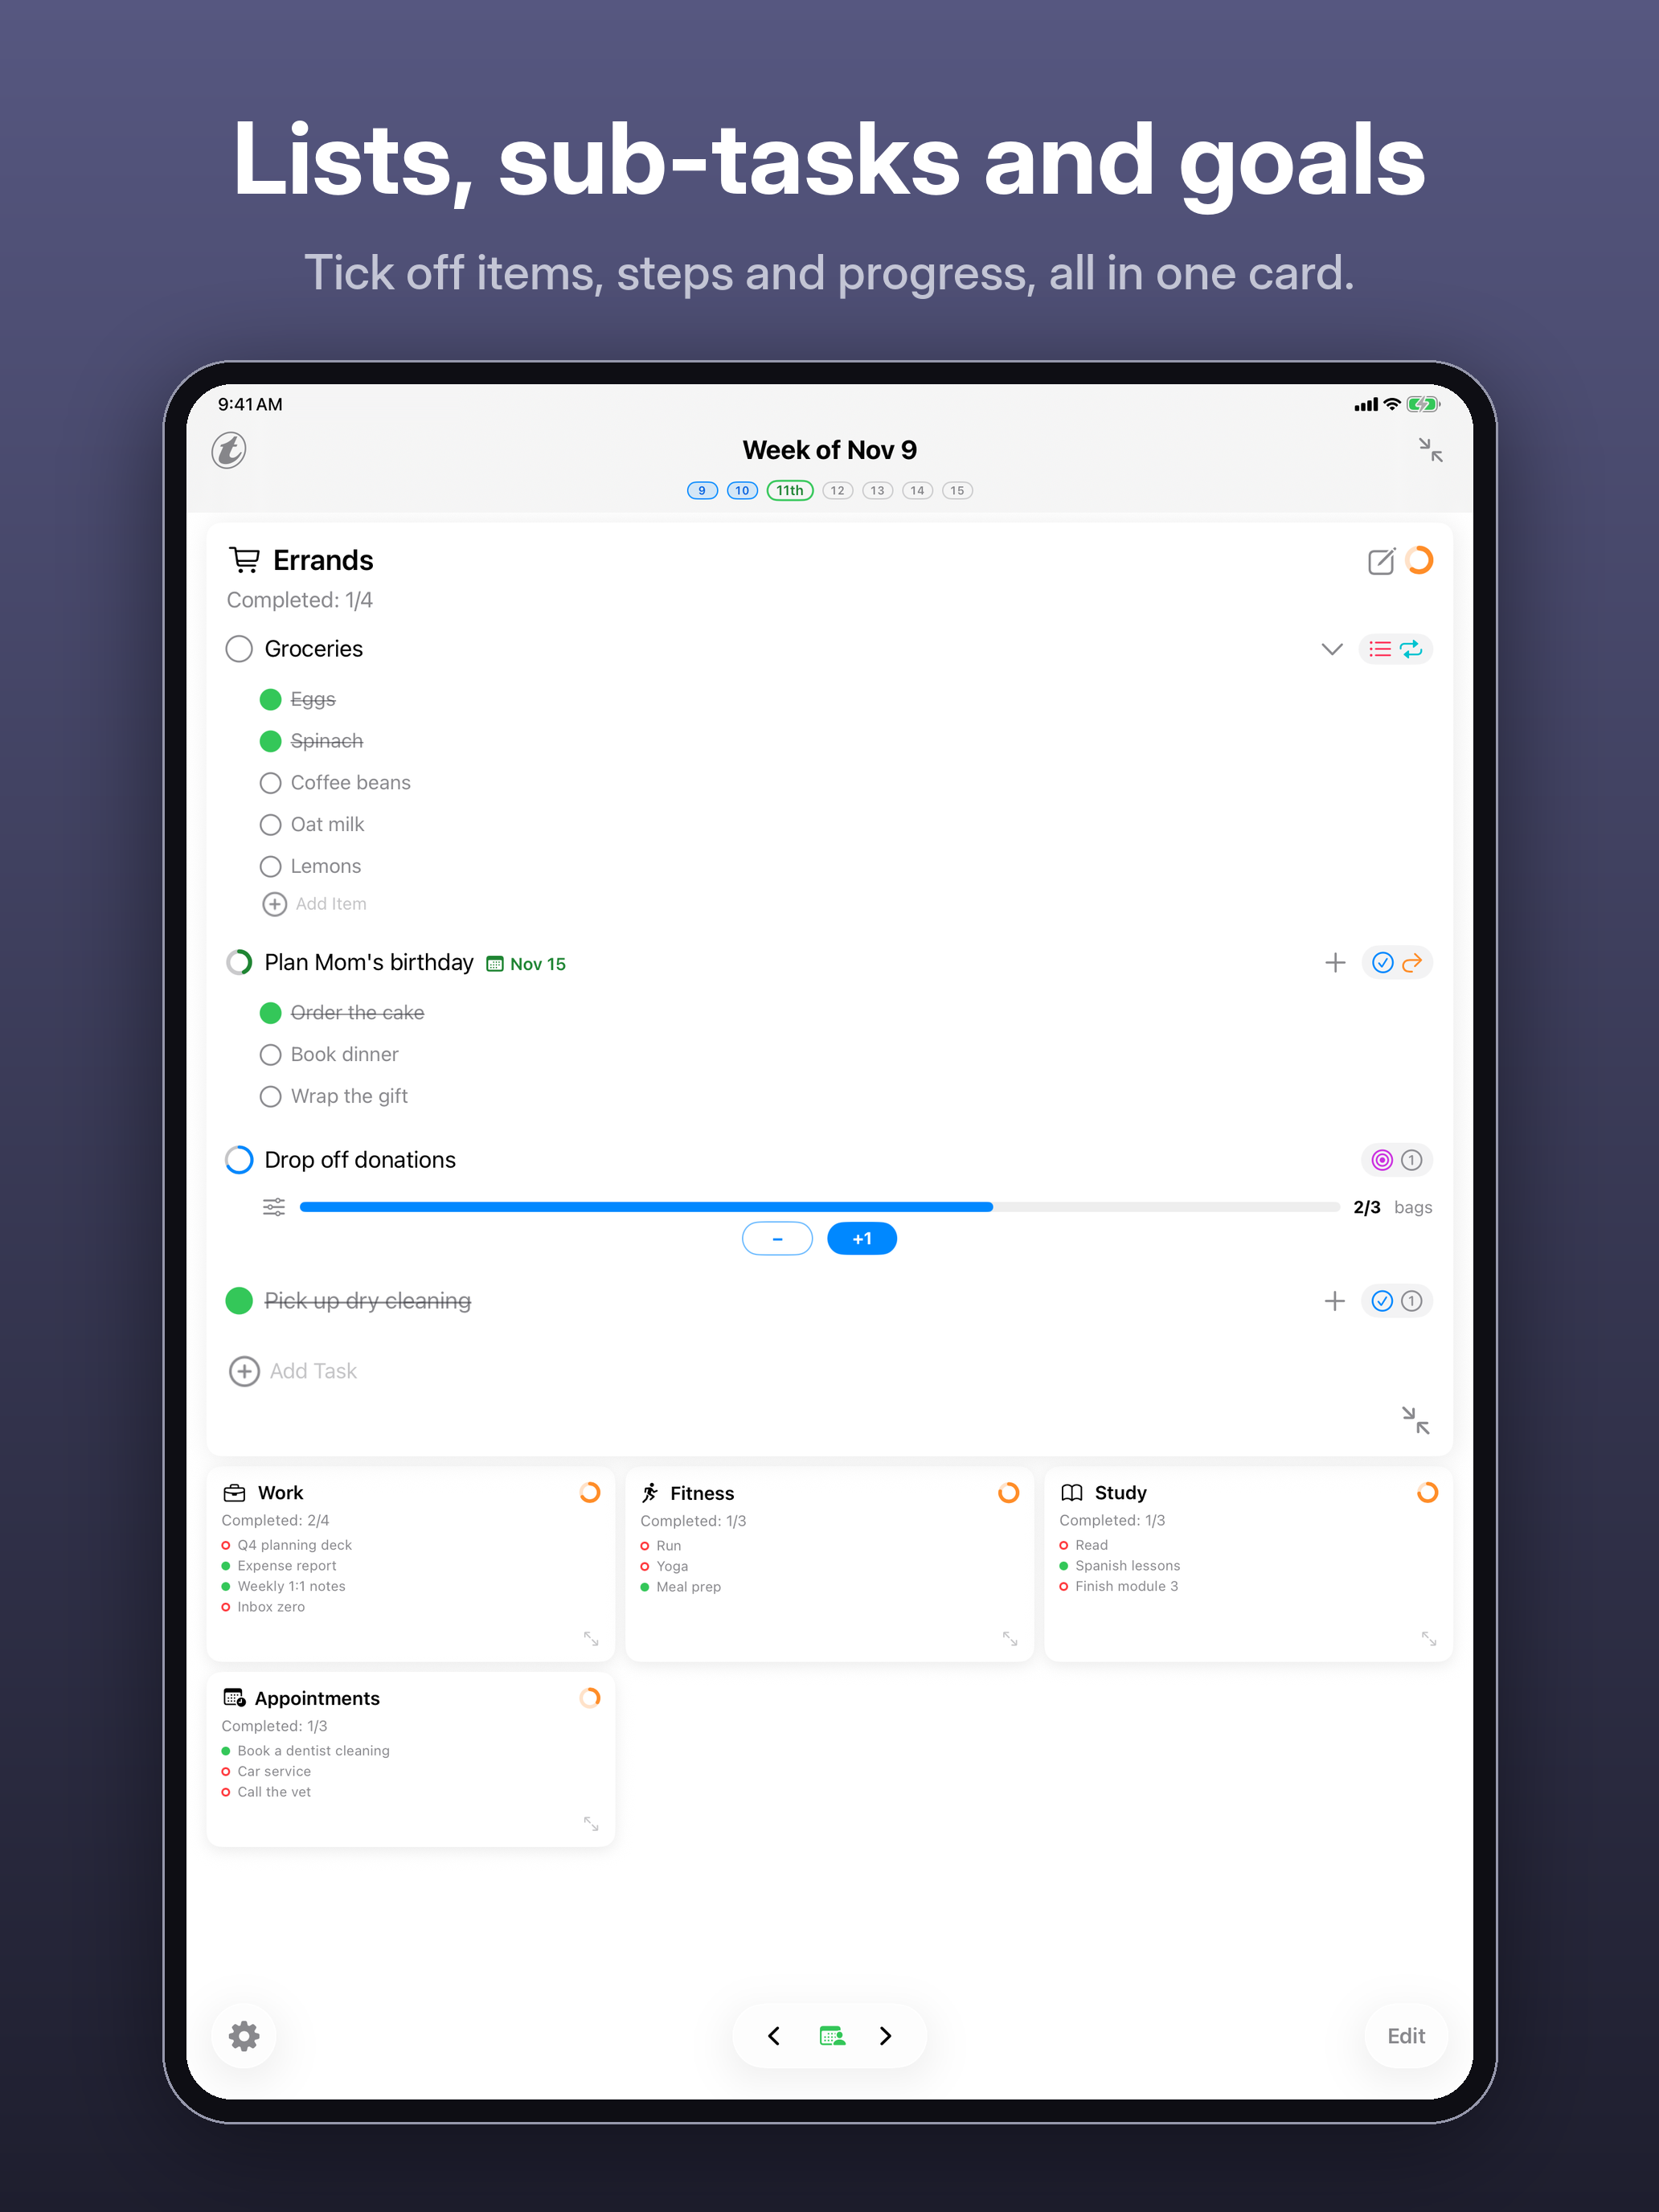 Lists, sub-tasks and goals
Tick off items, steps and progress, all in one card.
9:41 AM
t
Week of Nov 9
9 10 11th 12 13 14 15
Errands
Completed: 1/4
Groceries
Eggs
Spinach
Coffee beans
Oat milk
Lemons
Add Item
Plan Mom's birthday Nov 15
Order the cake
Book dinner
Wrap the gift
Drop off donations 1
2/3 bags
– +1
Pick up dry cleaning 1
Add Task
Work
Completed: 2/4
Q4 planning deck
Expense report
Weekly 1:1 notes
Inbox zero
Fitness
Completed: 1/3
Run
Yoga
Meal prep
Study
Completed: 1/3
Read
Spanish lessons
Finish module 3
Appointments
Completed: 1/3
Book a dentist cleaning
Car service
Call the vet
Edit